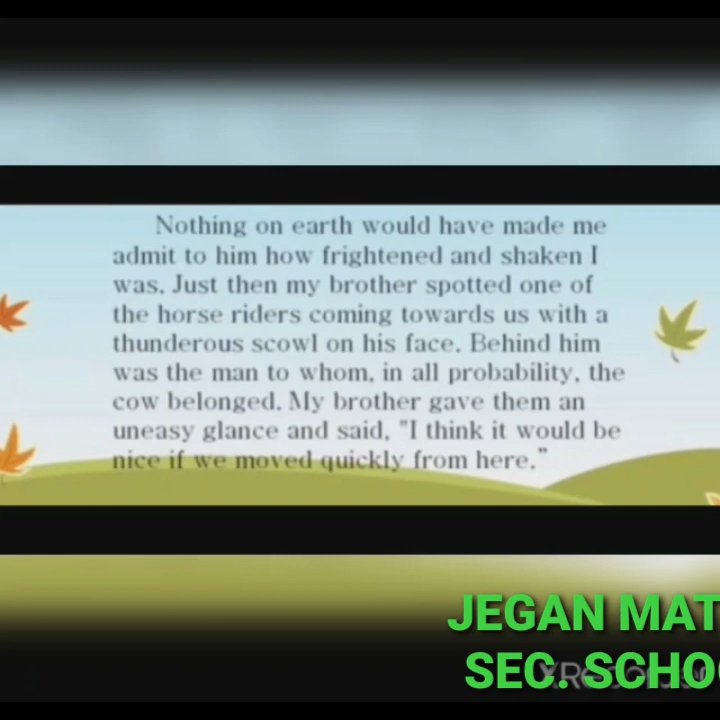 Nothing on earth would have made me
admit to him how frightened and shaken I
was. Just then my brother spotted one of
the horse riders coming towards us with a
thunderous scowl on his face. Behind him
was the man to whom, in all probability, the
cow belonged. My brother gave them an
uneasy glance and said, "I think it would be
nice if we moved quickly from here."
JEGAN MAT
SEC. SCHO